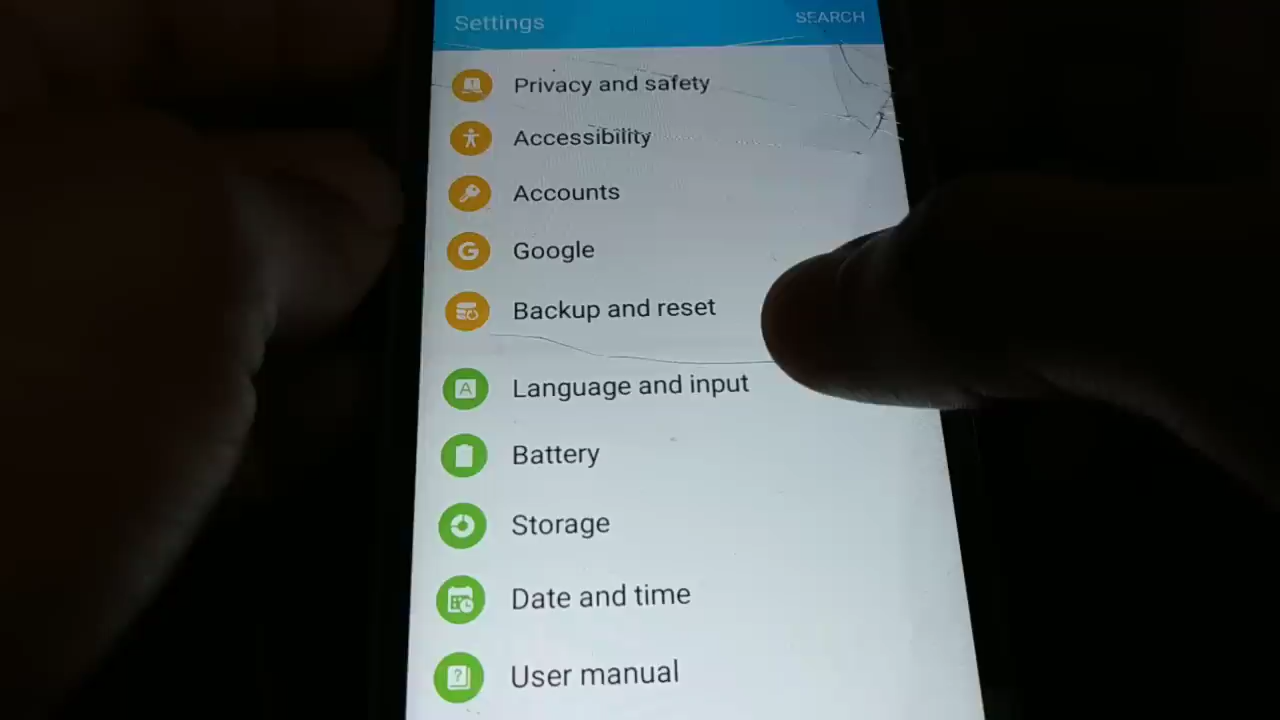 Settings
SEARCH
Privacy and safety
Accessibility
Accounts
Google
Backup and reset
Language and input
Battery
Storage
Date and time
User manual